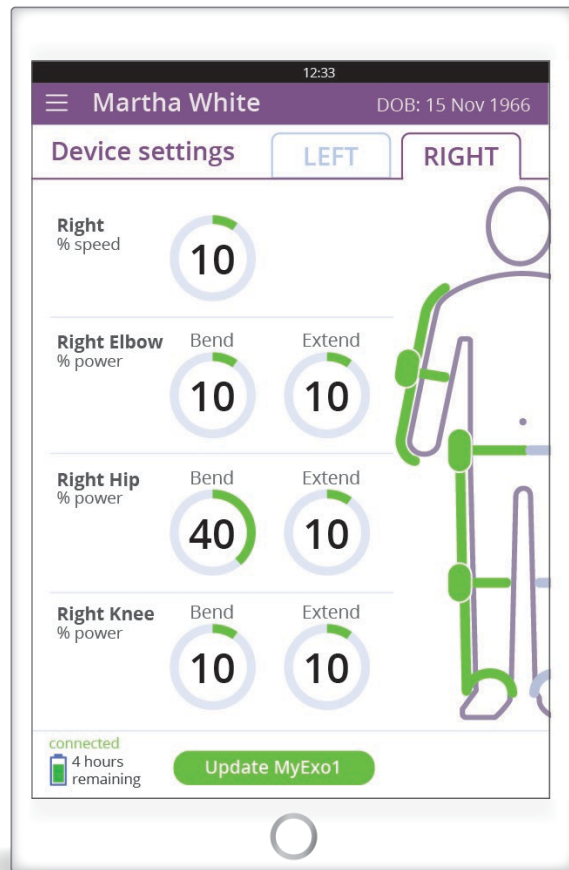 12:33
Martha White DOB: 15 Nov 1966
Device settings LEFT RIGHT
Right
% speed
10
Right Elbow Bend Extend
% power
10 10
Right Hip Bend Extend
% power
40 10
Right Knee Bend Extend
% power
10 10
connected
4 hours
remaining
Update MyExo1